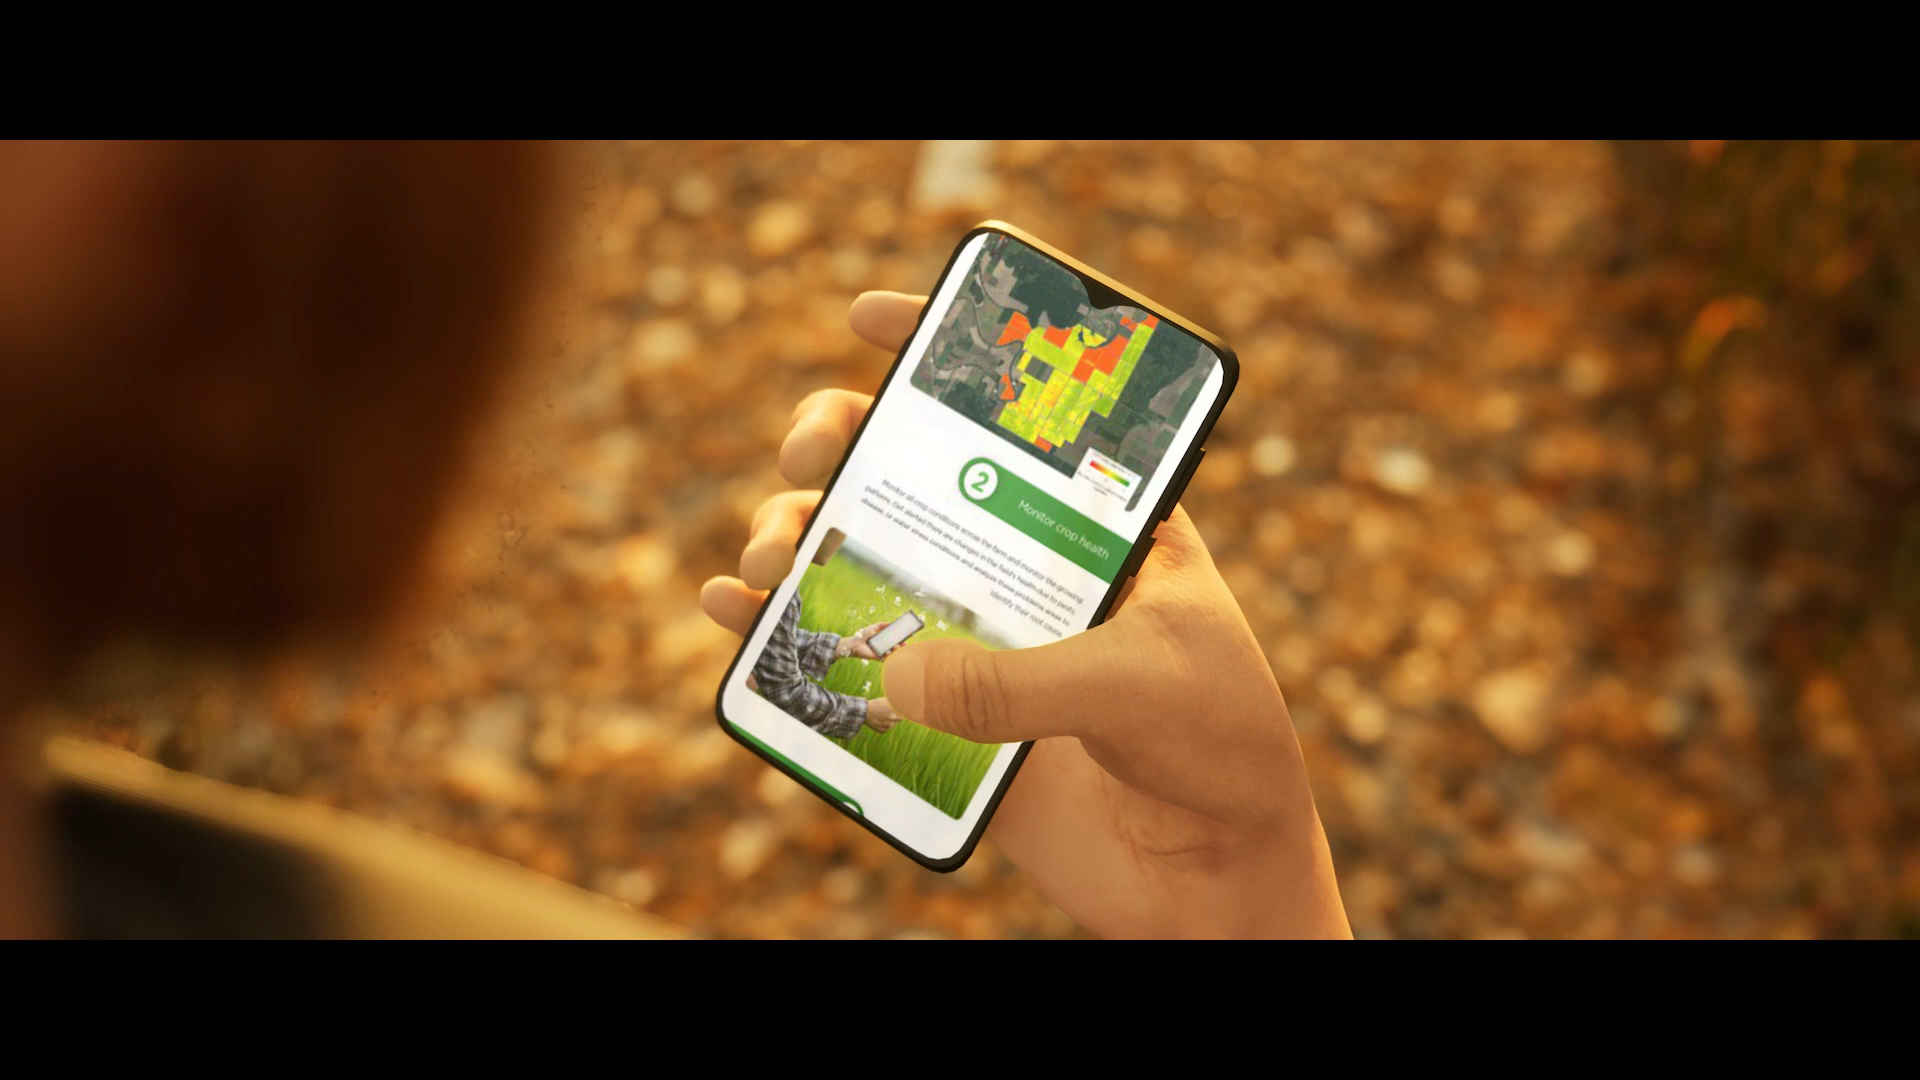 2
Monitor crop health
Monitor all crop conditions across the farm and monitor the growing
patterns. Get alerted there are changes in the field's health due to pests,
disease, or water stress conditions and analyze these problems areas to
identify their root cause.